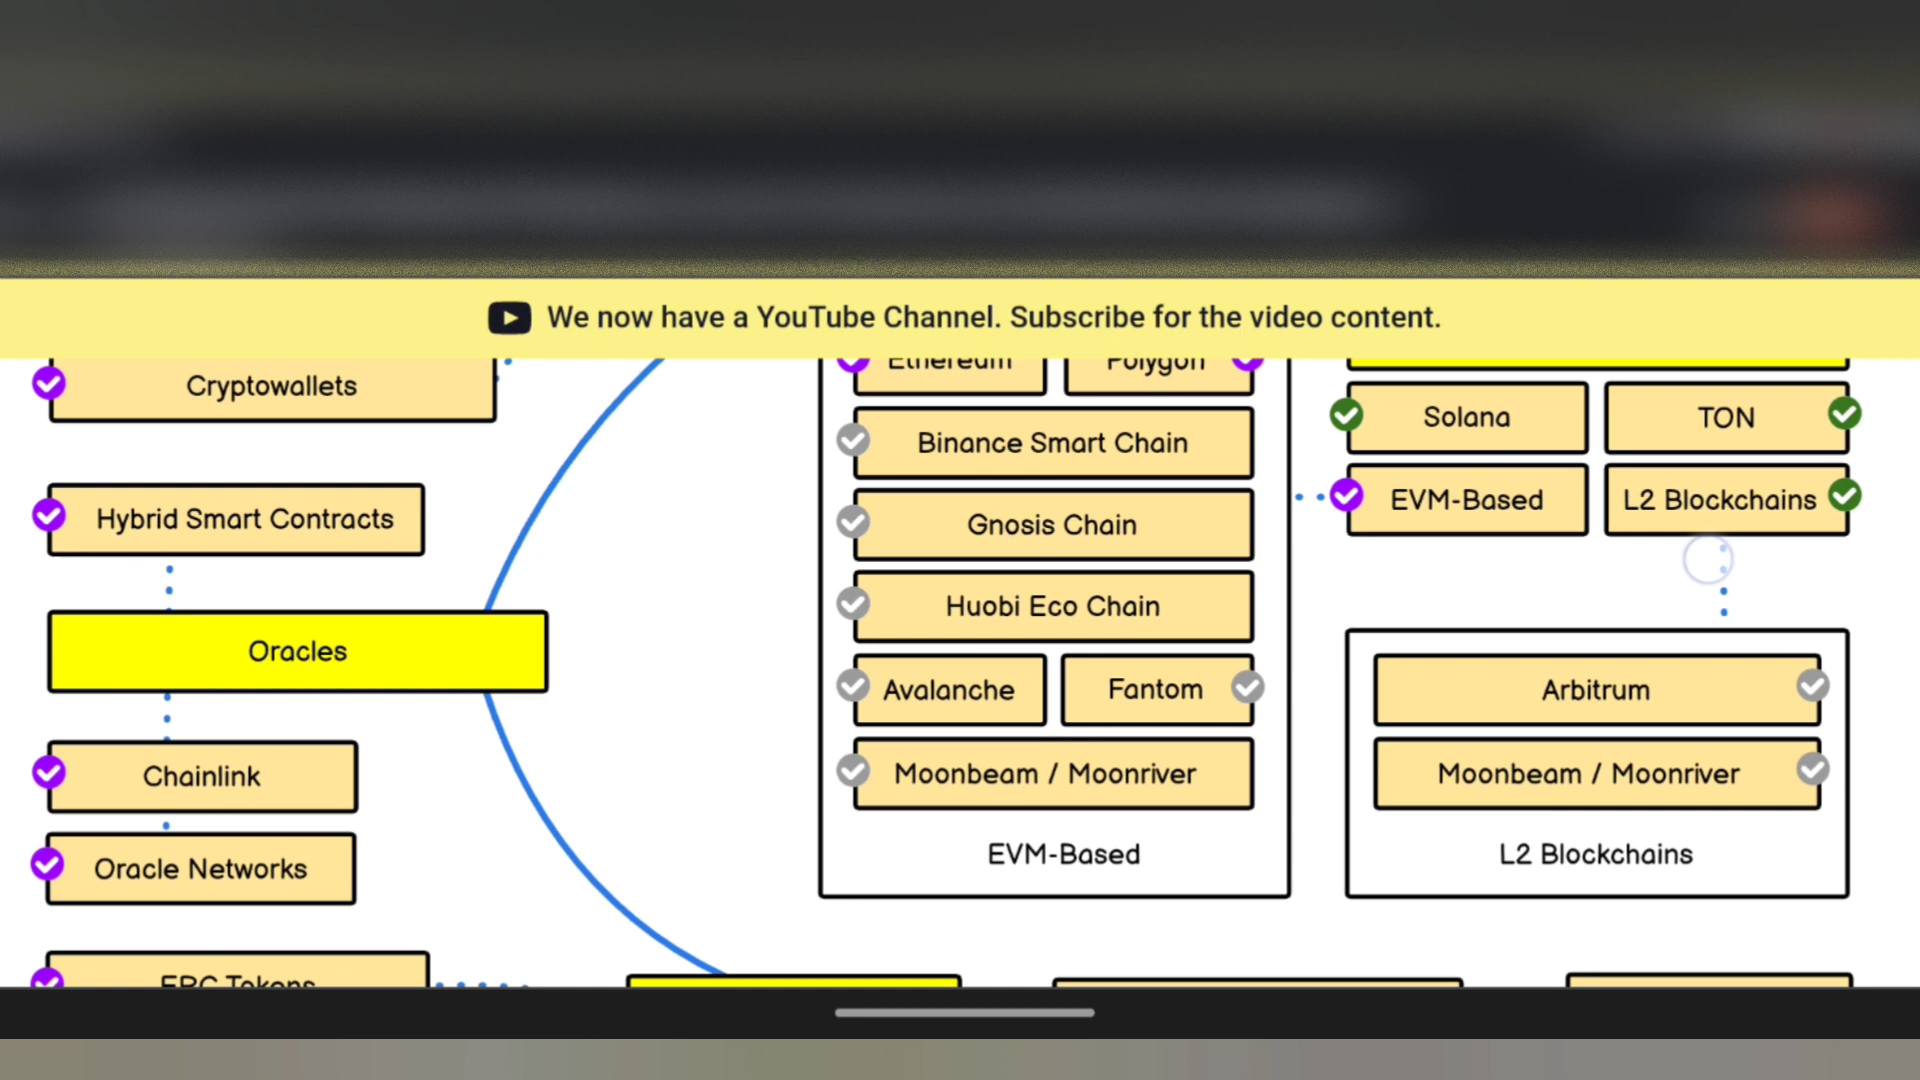 We now have a YouTube Channel. Subscribe for the video content.
Cryptowallets
Hybrid Smart Contracts
Oracles
Chainlink
Oracle Networks
ERC Tokens
Ethereum
Polygon
Binance Smart Chain
Gnosis Chain
Huobi Eco Chain
Avalanche
Fantom
Moonbeam / Moonriver
EVM-Based
Solana
TON
EVM-Based
L2 Blockchains
Arbitrum
Moonbeam / Moonriver
L2 Blockchains